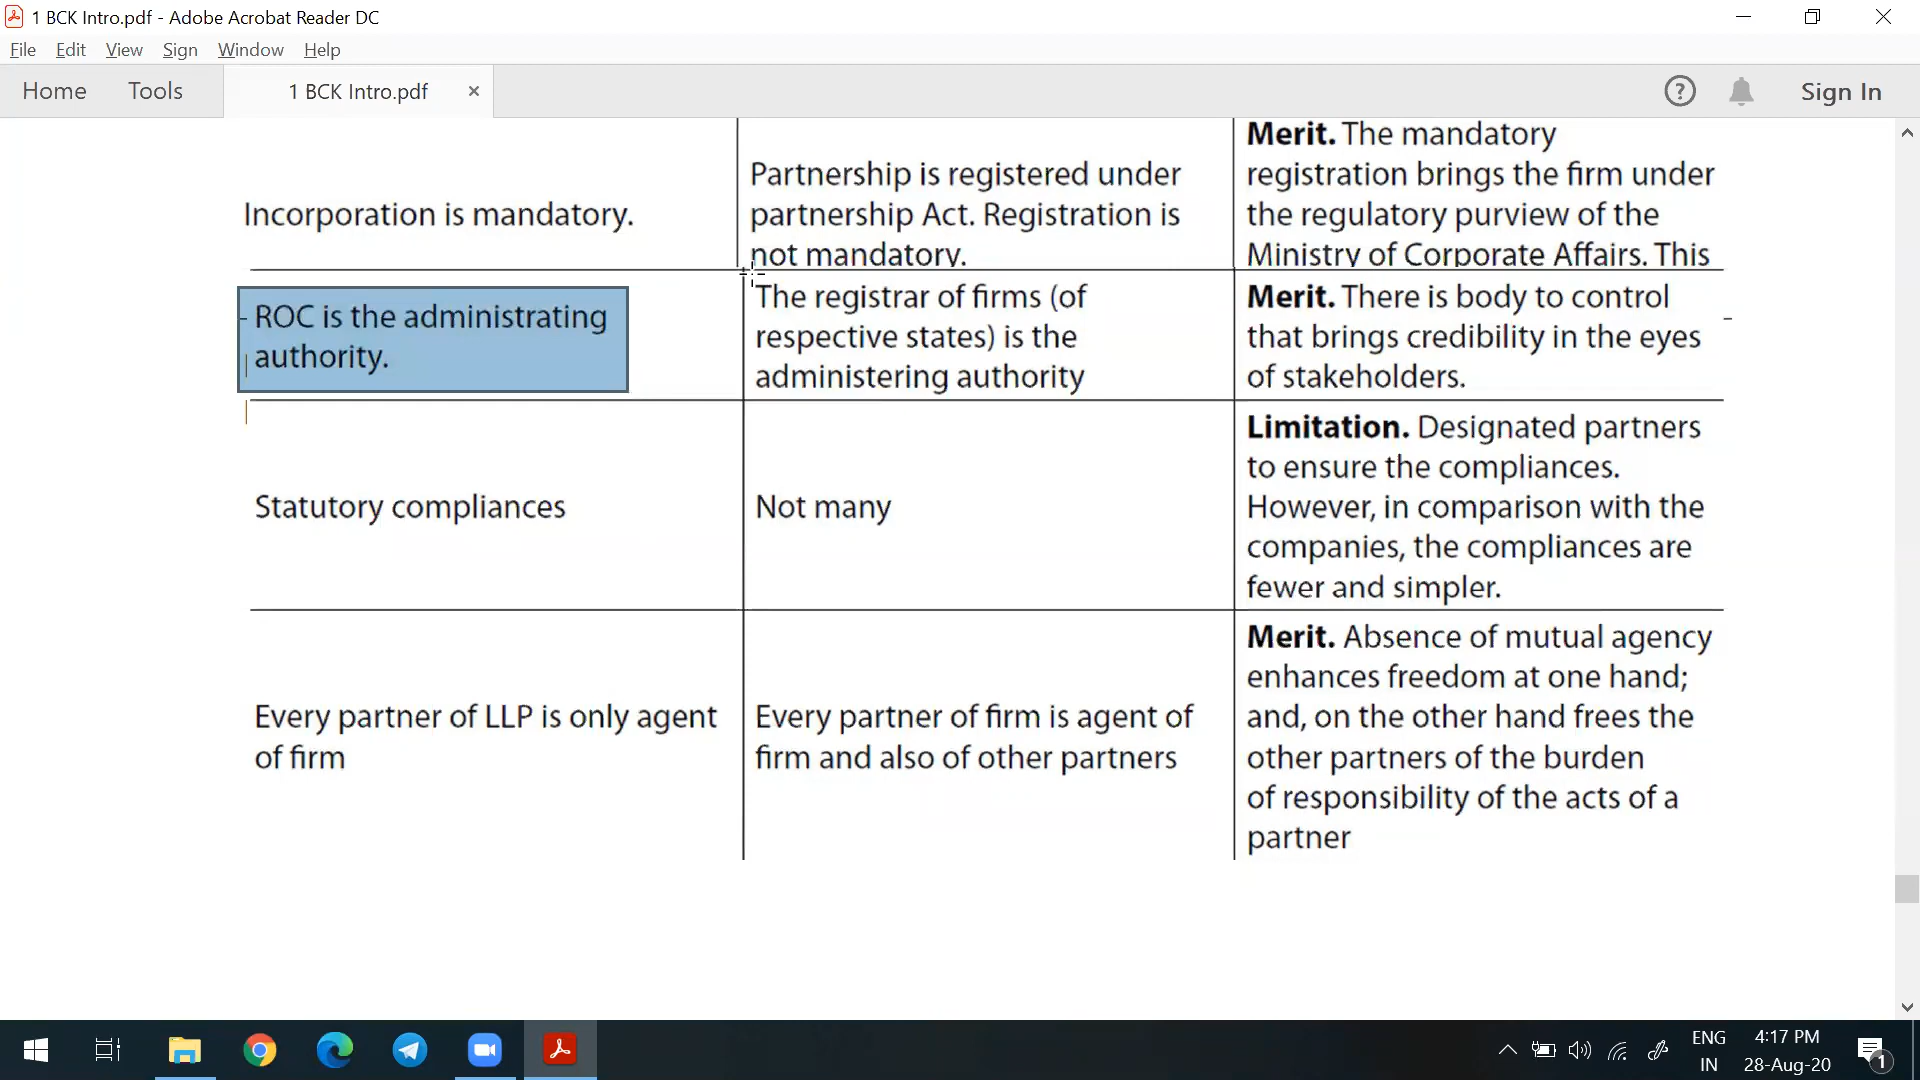 1 BCK Intro.pdf - Adobe Acrobat Reader DC
File Edit View Sign Window Help
Home Tools 1 BCK Intro.pdf × ? Sign In
Incorporation is mandatory.
Partnership is registered under
partnership Act. Registration is
not mandatory.
Merit. The mandatory
registration brings the firm under
the regulatory purview of the
Ministry of Corporate Affairs. This
ROC is the administrating
authority.
The registrar of firms (of
respective states) is the
administering authority
Merit. There is body to control
that brings credibility in the eyes
of stakeholders.
Statutory compliances
Not many
Limitation. Designated partners
to ensure the compliances.
However, in comparison with the
companies, the compliances are
fewer and simpler.
Every partner of LLP is only agent
of firm
Every partner of firm is agent of
firm and also of other partners
Merit. Absence of mutual agency
enhances freedom at one hand;
and, on the other hand frees the
other partners of the burden
of responsibility of the acts of a
partner
ENG
IN
4:17 PM
28-Aug-20
1